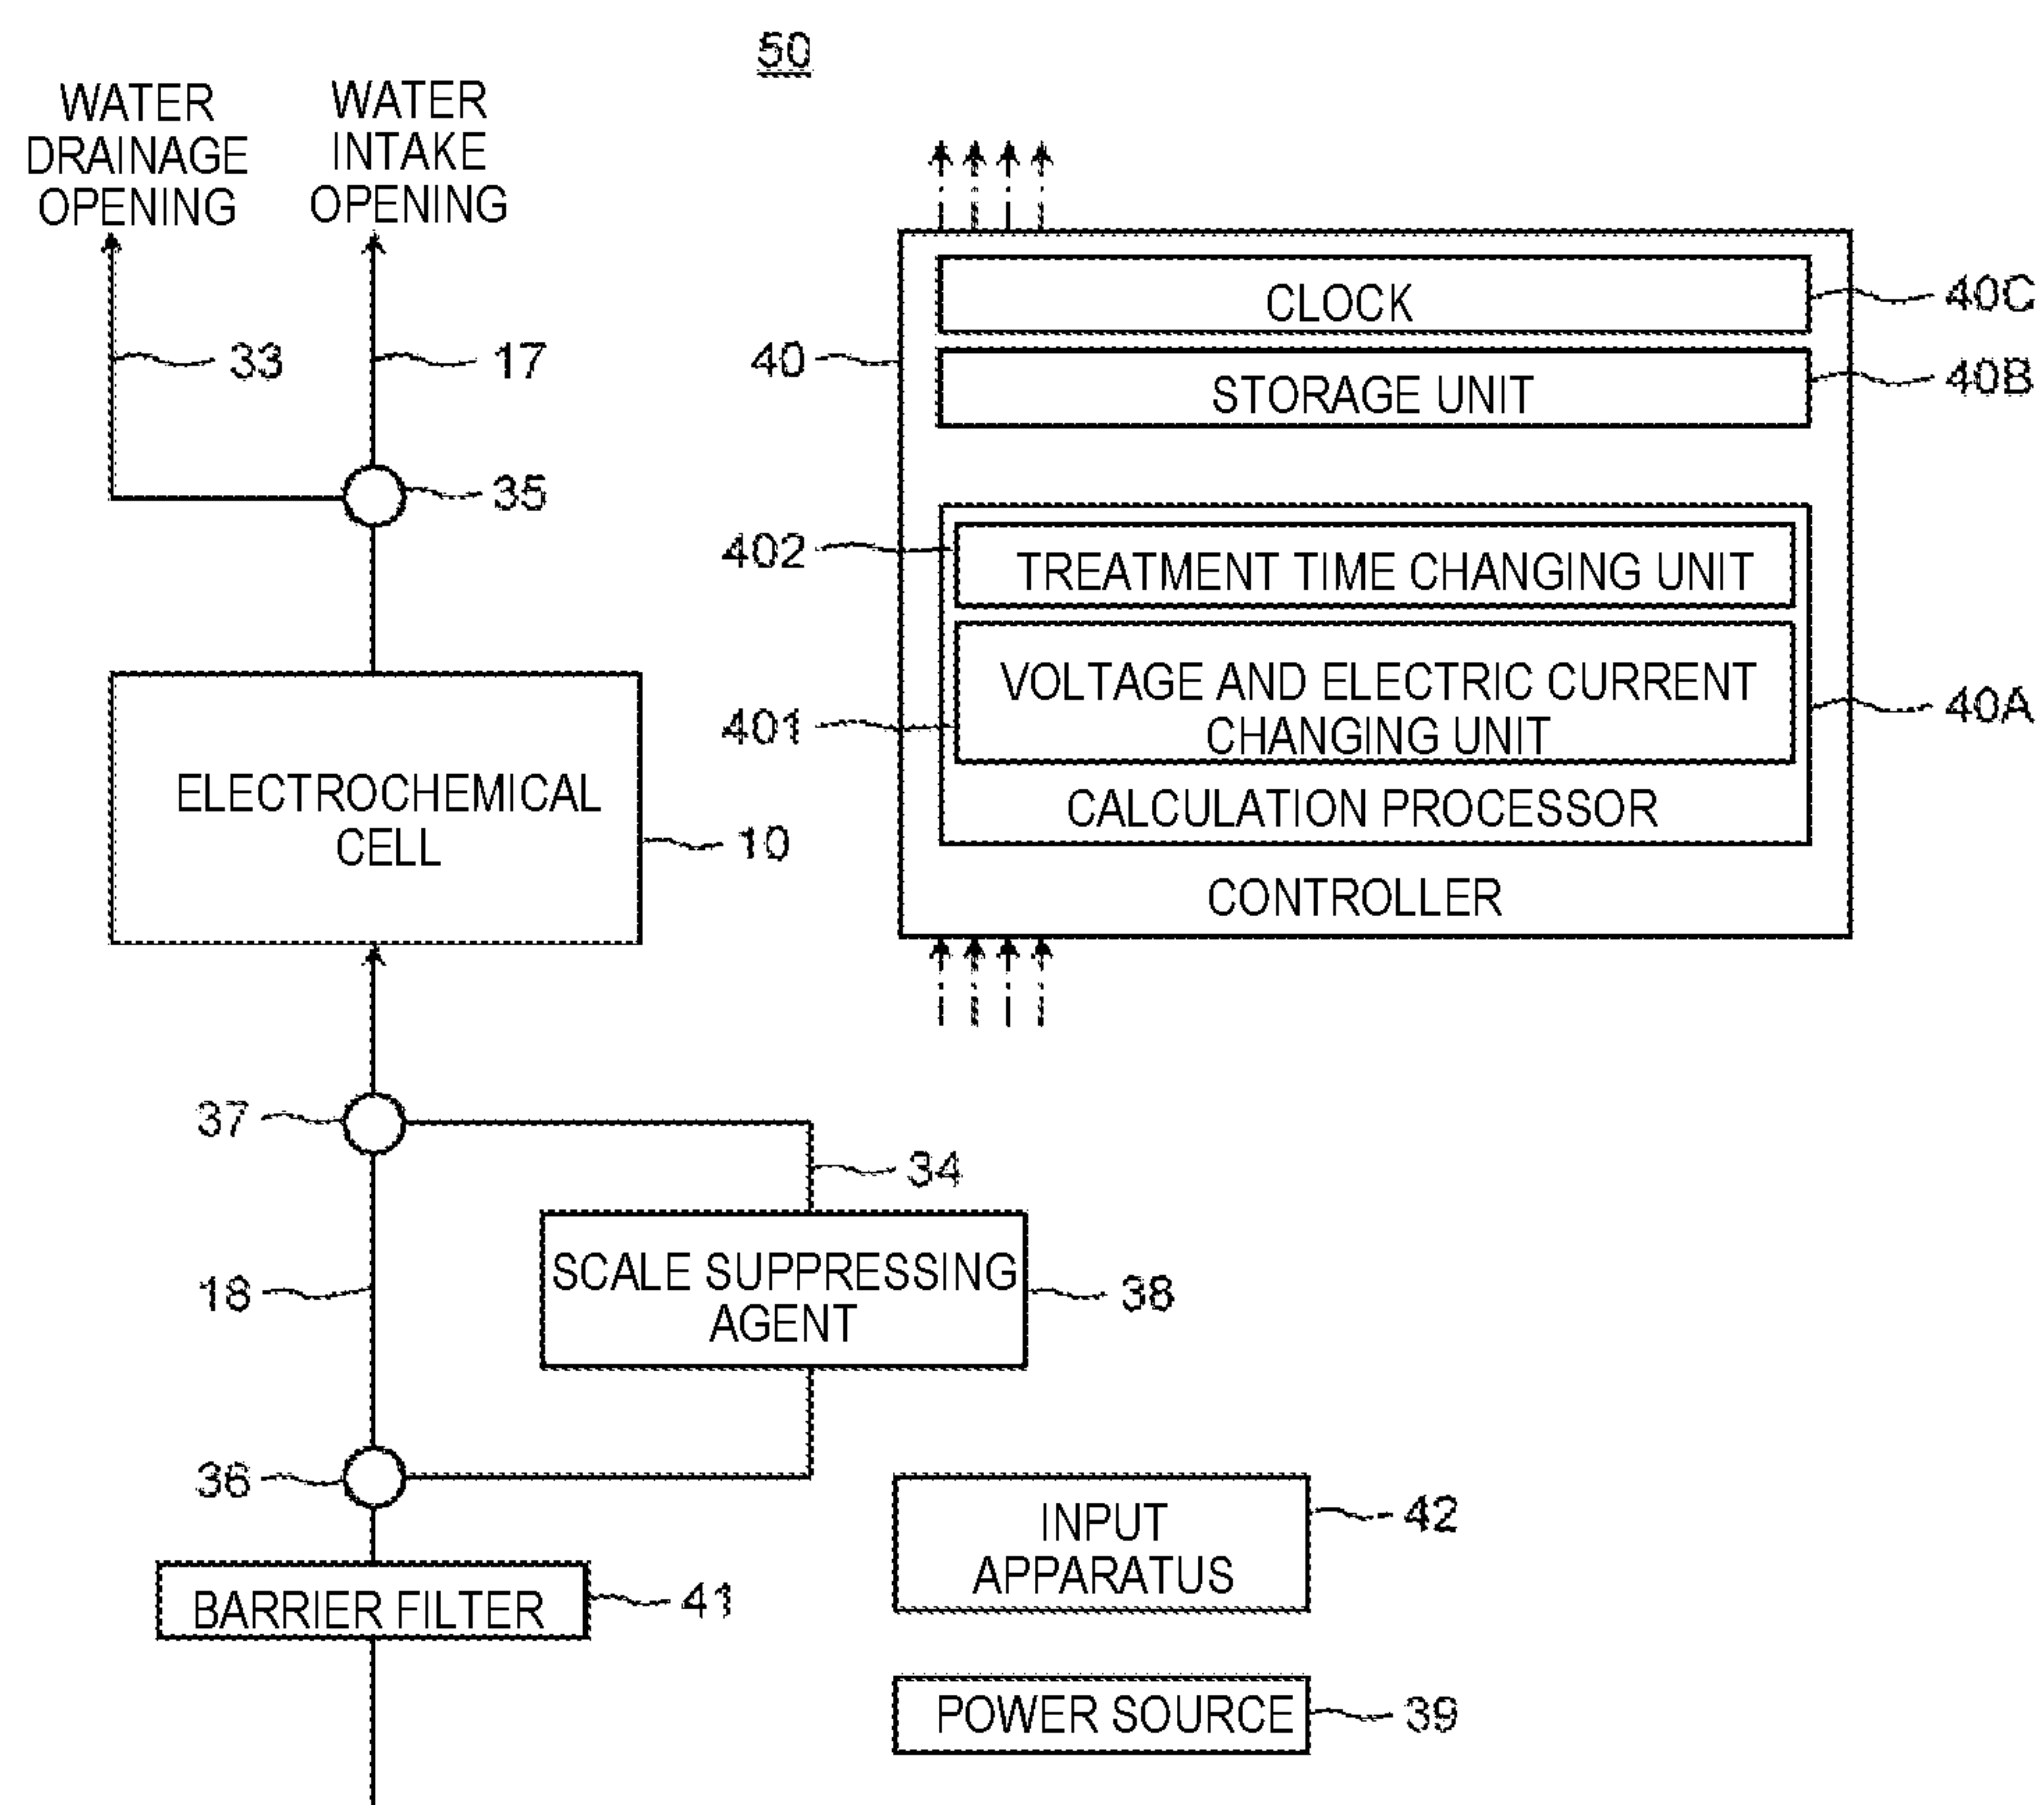 50
WATER
DRAINAGE
OPENING
WATER
INTAKE
OPENING
33
17
35
CLOCK
40C
40
STORAGE UNIT
40B
402
TREATMENT TIME CHANGING UNIT
VOLTAGE AND ELECTRIC CURRENT
CHANGING UNIT
401
40A
CALCULATION PROCESSOR
CONTROLLER
ELECTROCHEMICAL
CELL
10
37
34
18
SCALE SUPPRESSING
AGENT
38
36
BARRIER FILTER
41
INPUT
APPARATUS
42
POWER SOURCE
39